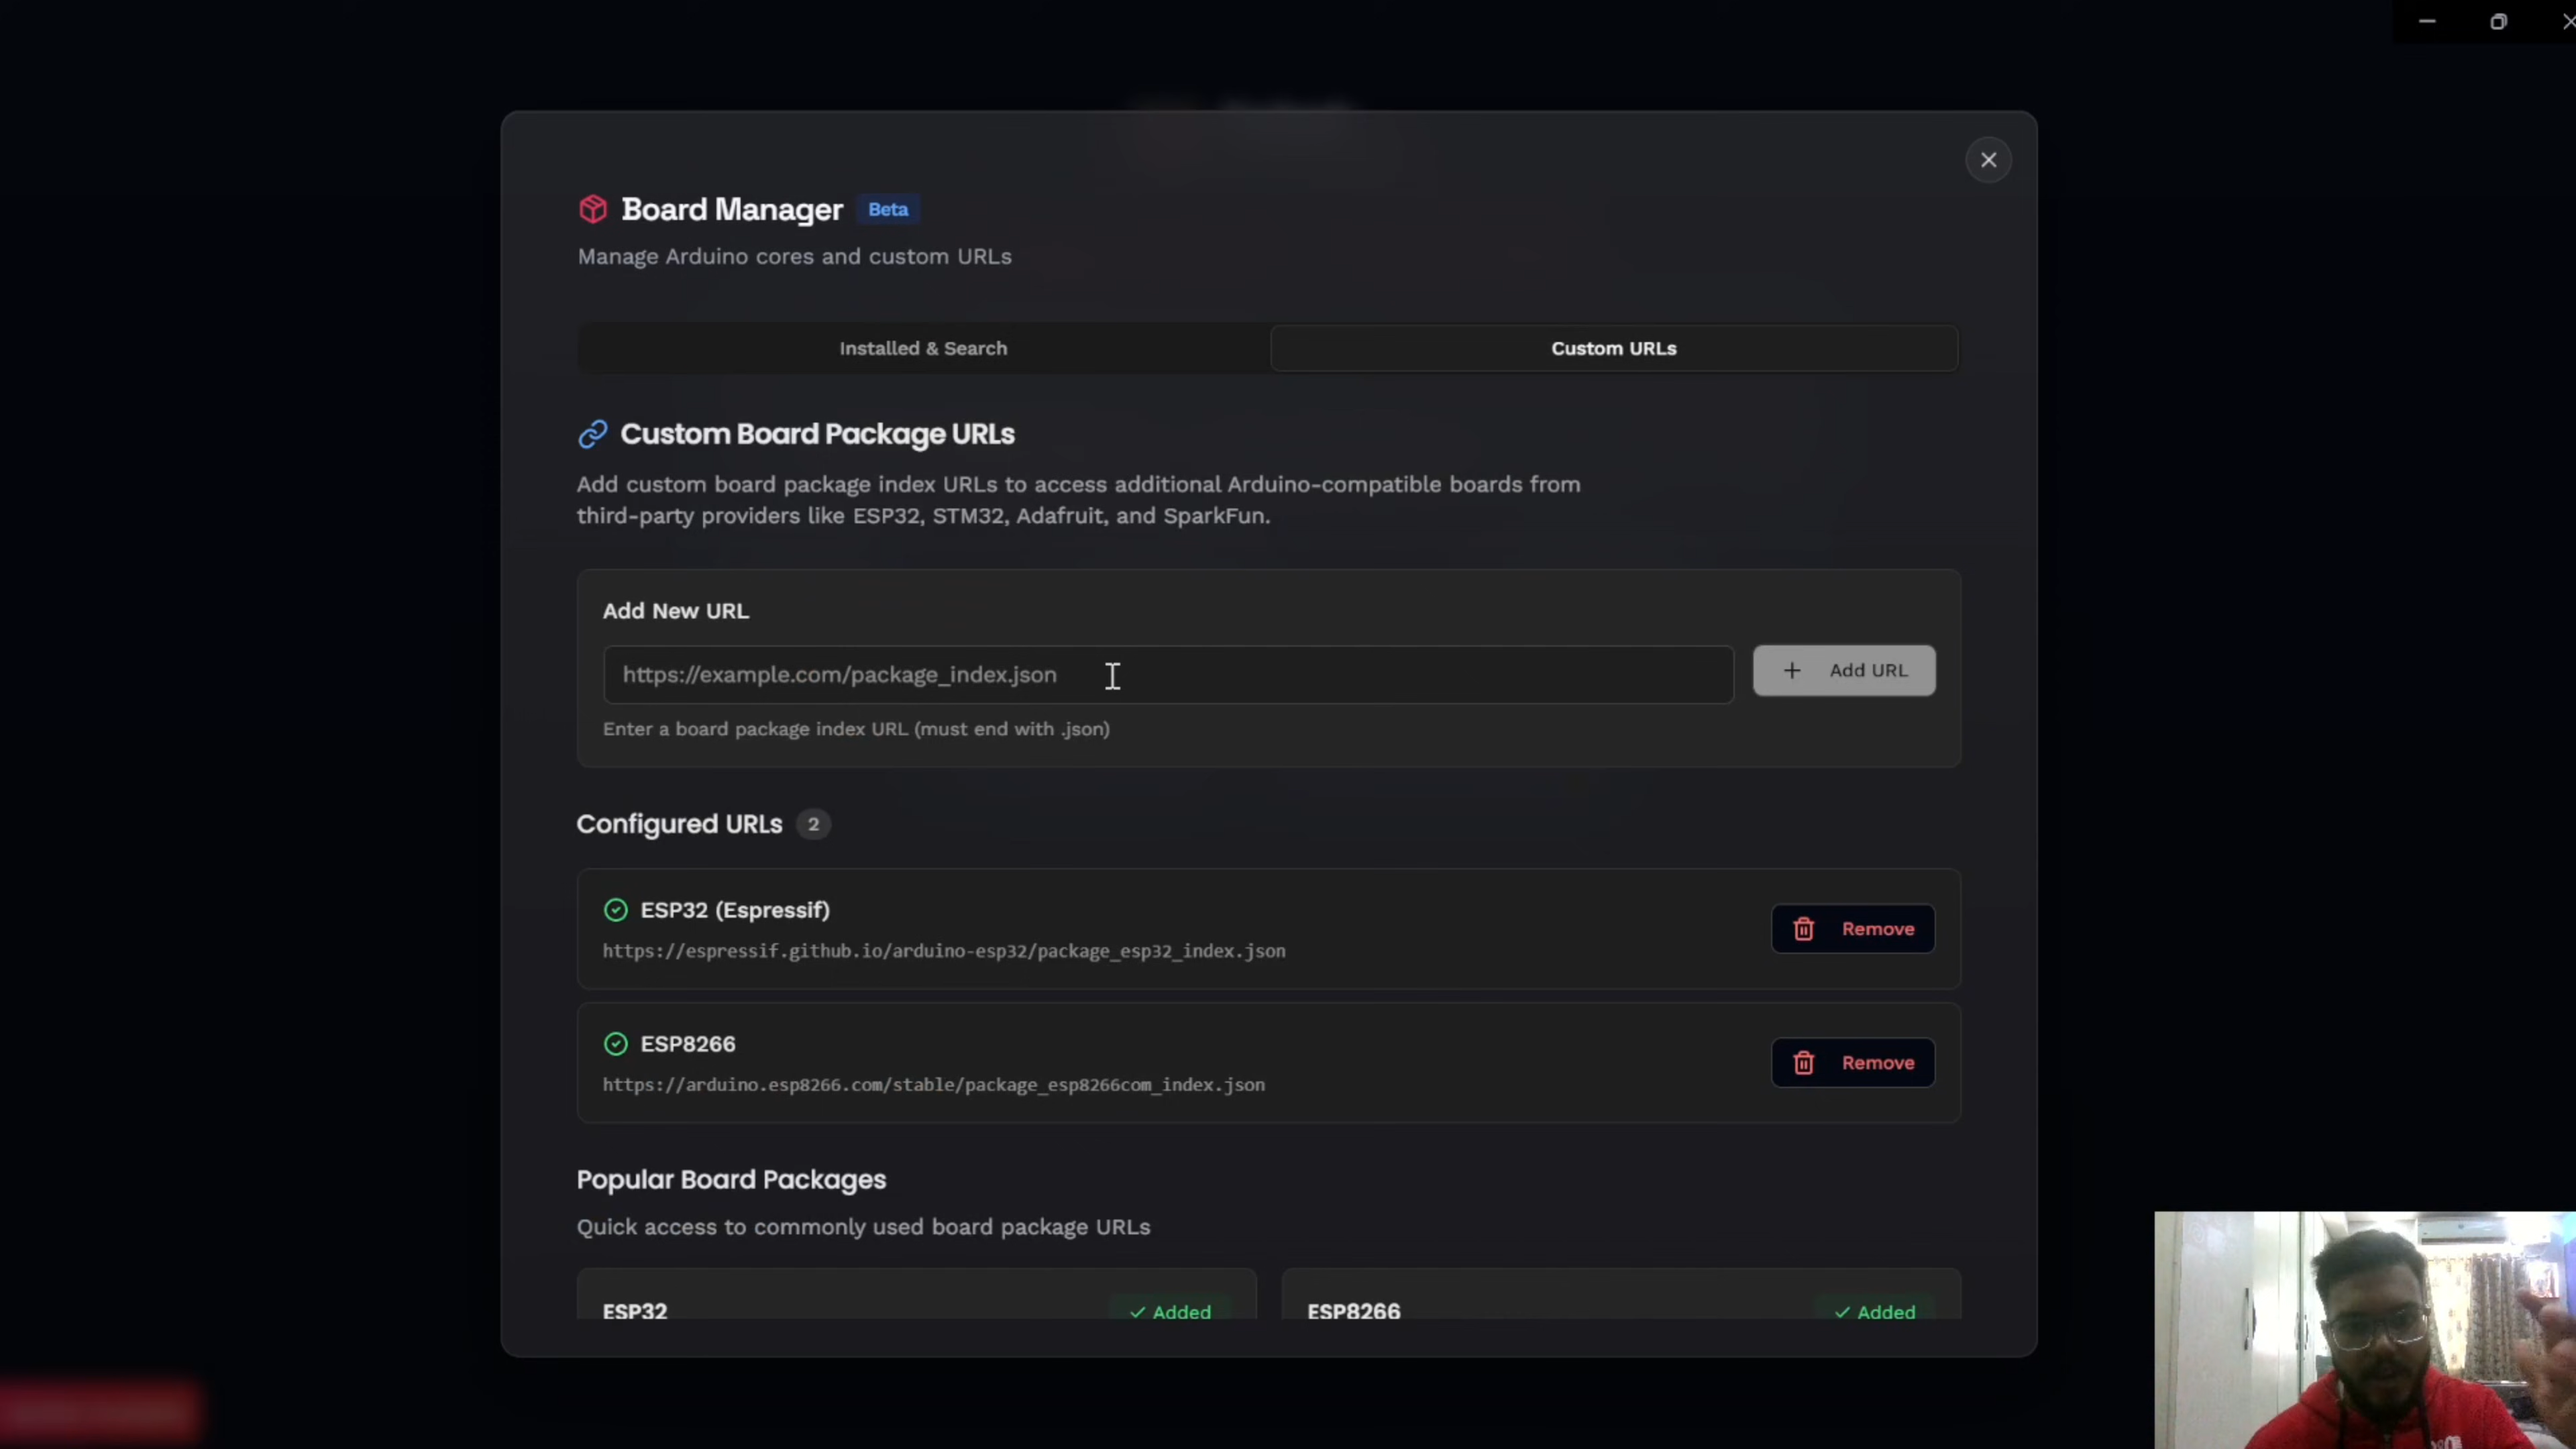 Board Manager Beta
Manage Arduino cores and custom URLs
Installed & Search Custom URLs
Custom Board Package URLs
Add custom board package index URLs to access additional Arduino-compatible boards from
third-party providers like ESP32, STM32, Adafruit, and SparkFun.
Add New URL
https://example.com/package_index.json
+ Add URL
Enter a board package index URL (must end with .json)
Configured URLs 2
ESP32 (Espressif)
https://espressif.github.io/arduino-esp32/package_esp32_index.json
Remove
ESP8266
https://arduino.esp8266.com/stable/package_esp8266com_index.json
Remove
Popular Board Packages
Quick access to commonly used board package URLs
ESP32 Added ESP8266 Added